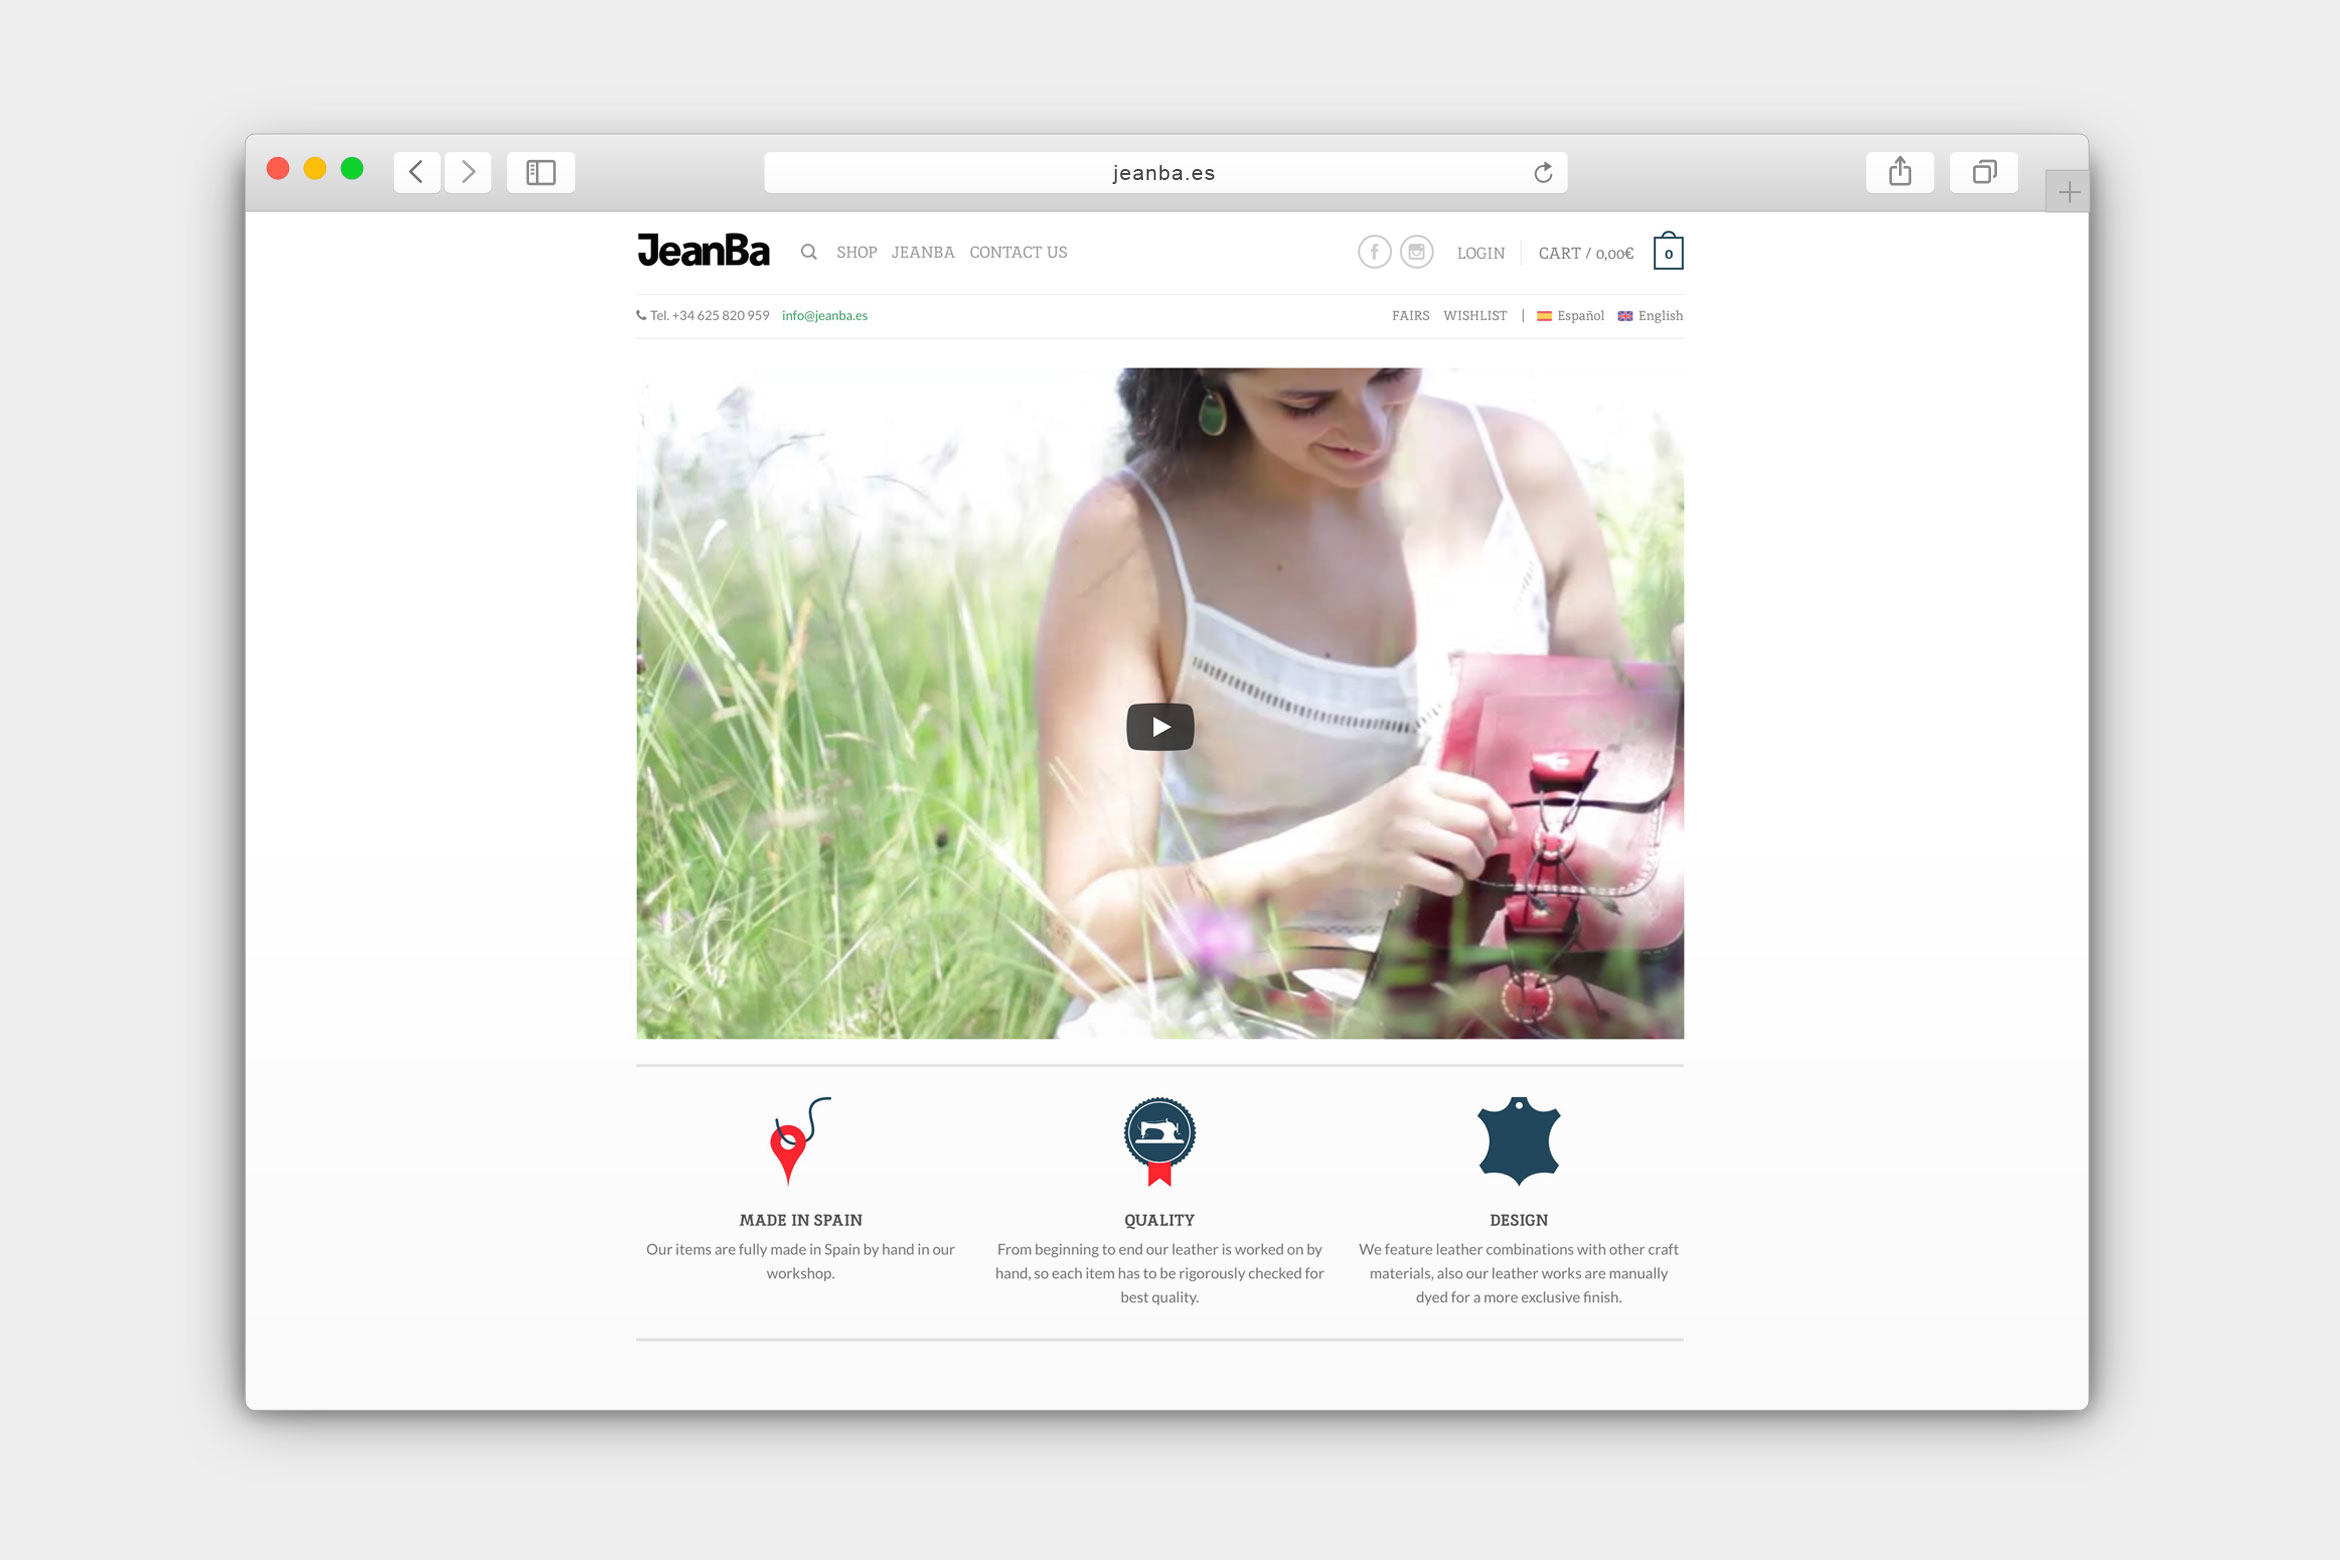 jeanba.es
JeanBa SHOP JEANBA CONTACT US LOGIN CART / 0,00€ 0
Tel. +34 625 820 959 info@jeanba.es FAIRS WISHLIST | Español English
MADE IN SPAIN
Our items are fully made in Spain by hand in our
workshop.
QUALITY
From beginning to end our leather is worked on by
hand, so each item has to be rigorously checked for
best quality.
DESIGN
We feature leather combinations with other craft
materials, also our leather works are manually
dyed for a more exclusive finish.